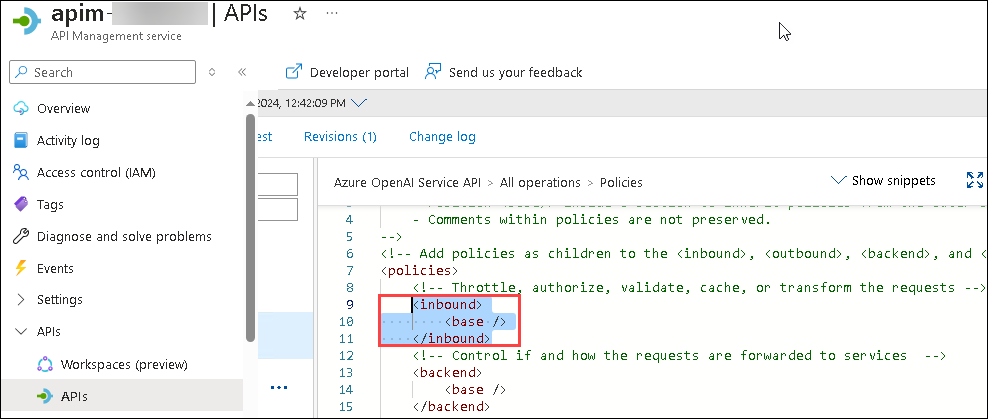 apim- | APIs
API Management service
Search
Developer portal
Send us your feedback
Overview
Activity log
Access control (IAM)
Tags
Diagnose and solve problems
Events
Settings
APIs
Workspaces (preview)
APIs
2024, 12:42:09 PM
est
Revisions (1)
Change log
Azure OpenAI Service API > All operations > Policies
Show snippets
4 - Comments within policies are not preserved.
5 -->
6 <!-- Add policies as children to the <inbound>, <outbound>, <backend>, and <
7 <policies>
8 <!-- Throttle, authorize, validate, cache, or transform the requests -->
9 <inbound>
10 <base />
11 </inbound>
12 <!-- Control if and how the requests are forwarded to services -->
13 <backend>
14 <base />
15 </backend>